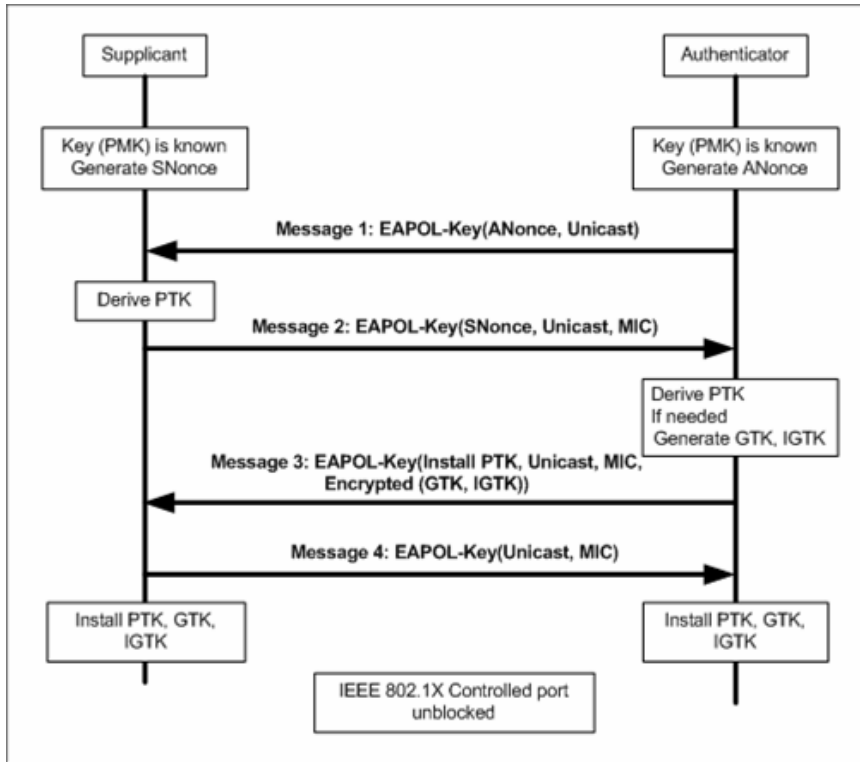 Supplicant
Authenticator
Key (PMK) is known
Generate SNonce
Key (PMK) is known
Generate ANonce
Message 1: EAPOL-Key(ANonce, Unicast)
Derive PTK
Message 2: EAPOL-Key(SNonce, Unicast, MIC)
Derive PTK
If needed
Generate GTK, IGTK
Message 3: EAPOL-Key(Install PTK, Unicast, MIC,
Encrypted (GTK, IGTK))
Message 4: EAPOL-Key(Unicast, MIC)
Install PTK, GTK,
IGTK
Install PTK, GTK,
IGTK
IEEE 802.1X Controlled port
unblocked